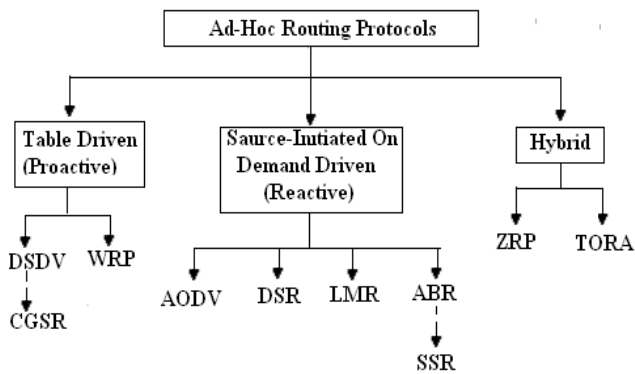 Ad-Hoc Routing Protocols
Table Driven
(Proactive)
Saurce-Initiated On
Demand Driven
(Reactive)
Hybrid
DSDV
WRP
CGSR
AODV
DSR
LMR
ABR
SSR
ZRP
TORA